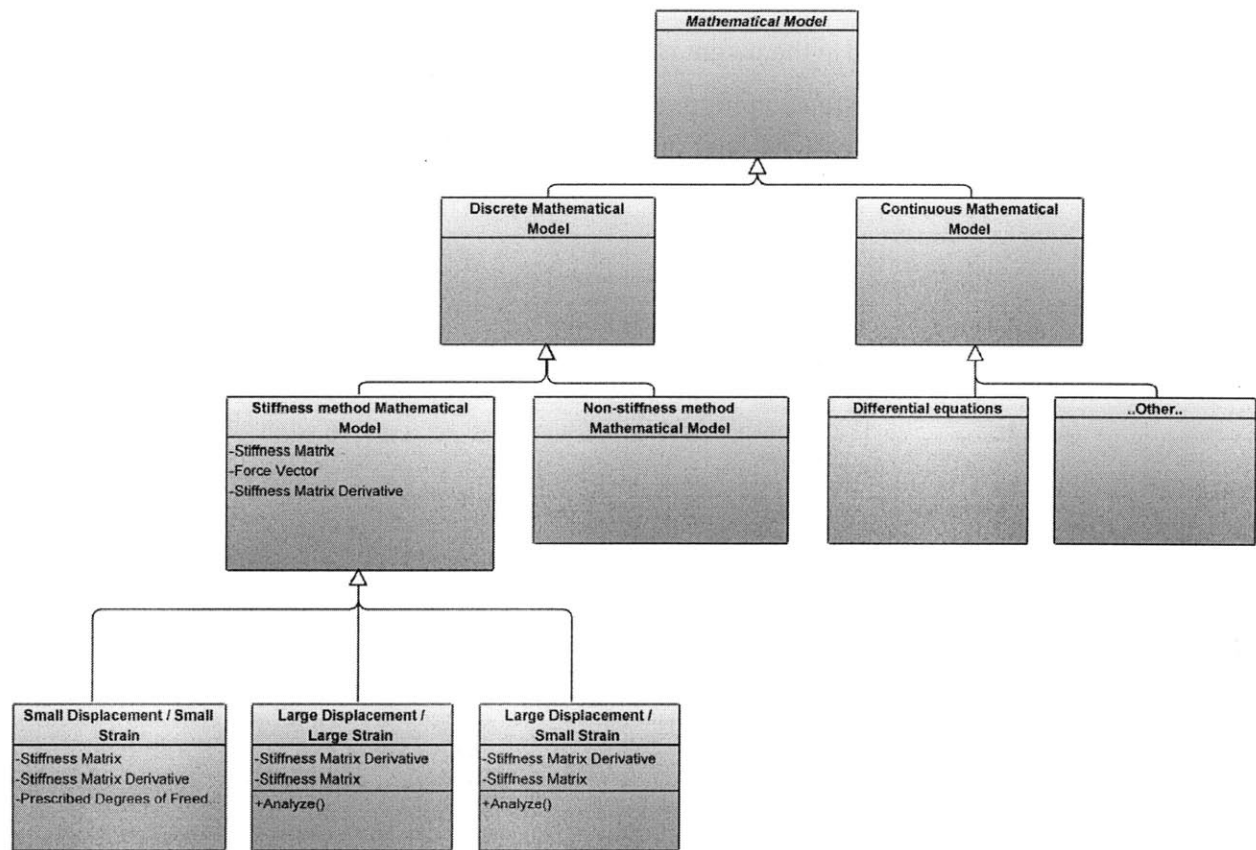 Mathematical Model
Discrete Mathematical
Model
Continuous Mathematical
Model
Stiffness method Mathematical
Model
-Stiffness Matrix
-Force Vector
-Stiffness Matrix Derivative
Non-stiffness method
Mathematical Model
Differential equations
..Other..
Small Displacement / Small
Strain
-Stiffness Matrix
-Stiffness Matrix Derivative
-Prescribed Degrees of Freed...
Large Displacement /
Large Strain
-Stiffness Matrix Derivative
-Stiffness Matrix
+Analyze()
Large Displacement /
Small Strain
-Stiffness Matrix Derivative
-Stiffness Matrix
+Analyze()